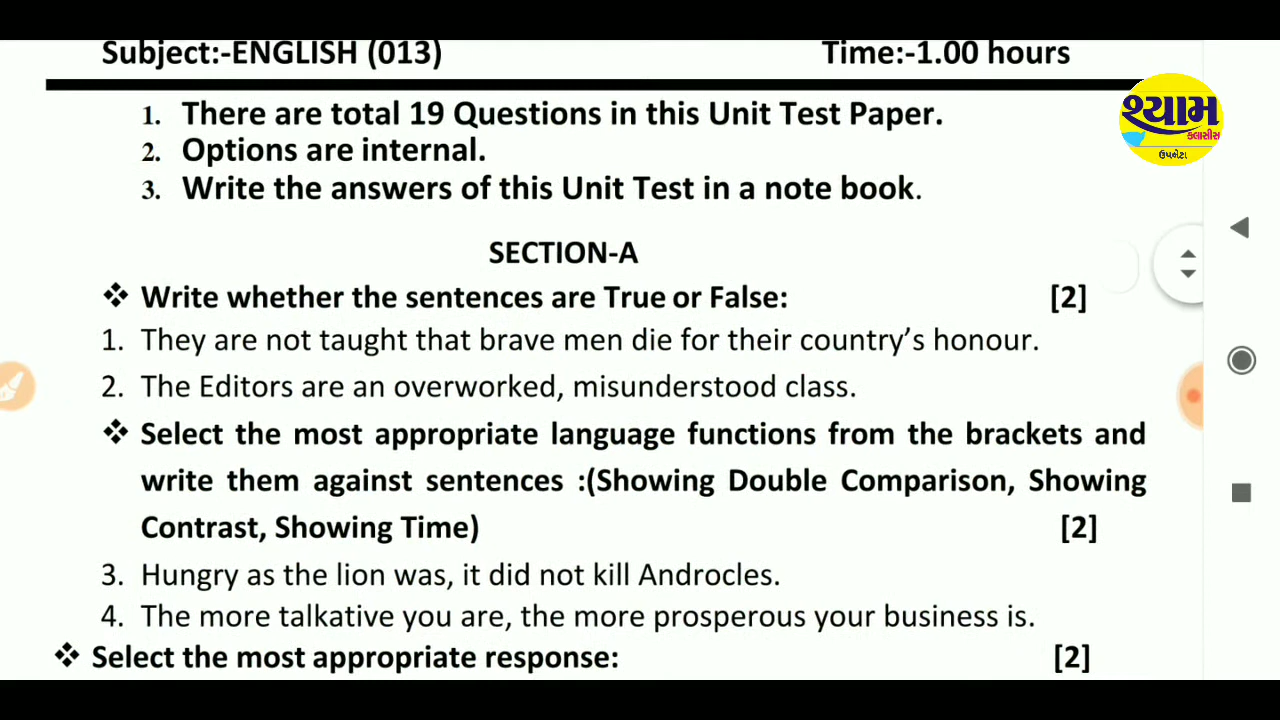 Subject:-ENGLISH (013) Time:-1.00 hours
શ્યામ
કલાસીસ
ઉપલેટા
1. There are total 19 Questions in this Unit Test Paper.
2. Options are internal.
3. Write the answers of this Unit Test in a note book.
SECTION-A
❖ Write whether the sentences are True or False: [2]
1. They are not taught that brave men die for their country’s honour.
2. The Editors are an overworked, misunderstood class.
❖ Select the most appropriate language functions from the brackets and
write them against sentences :(Showing Double Comparison, Showing
Contrast, Showing Time) [2]
3. Hungry as the lion was, it did not kill Androcles.
4. The more talkative you are, the more prosperous your business is.
❖ Select the most appropriate response: [2]